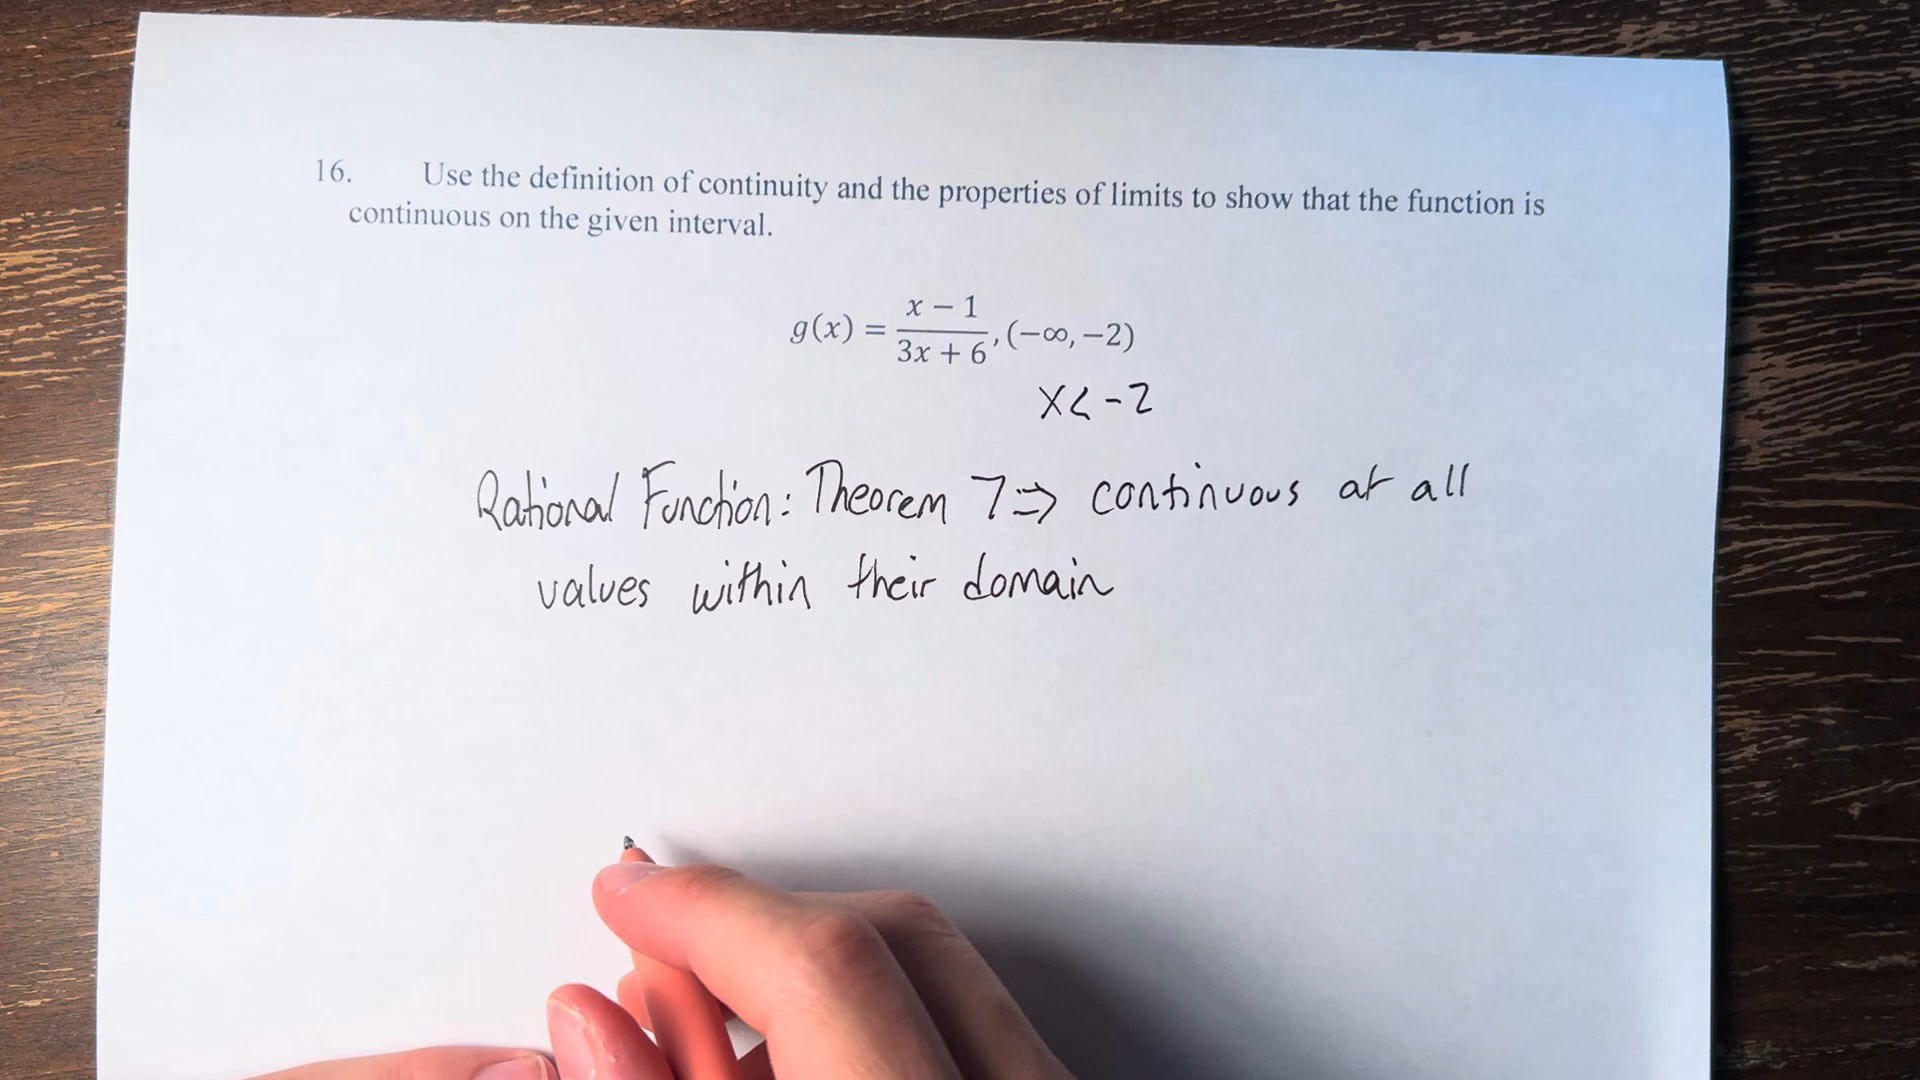 16. Use the definition of continuity and the properties of limits to show that the function is
continuous on the given interval.
g(x) = \frac{x − 1}{3x + 6}, (−∞, −2)
x < -2
Rational Function: Theorem 7 ⇒ continuous at all
values within their domain